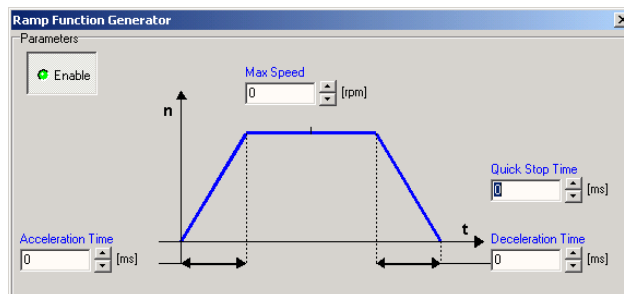 Ramp Function Generator
Parameters
Enable
Max Speed
0 [rpm]
n
Quick Stop Time
0 [ms]
t
Acceleration Time
0 [ms]
Deceleration Time
0 [ms]